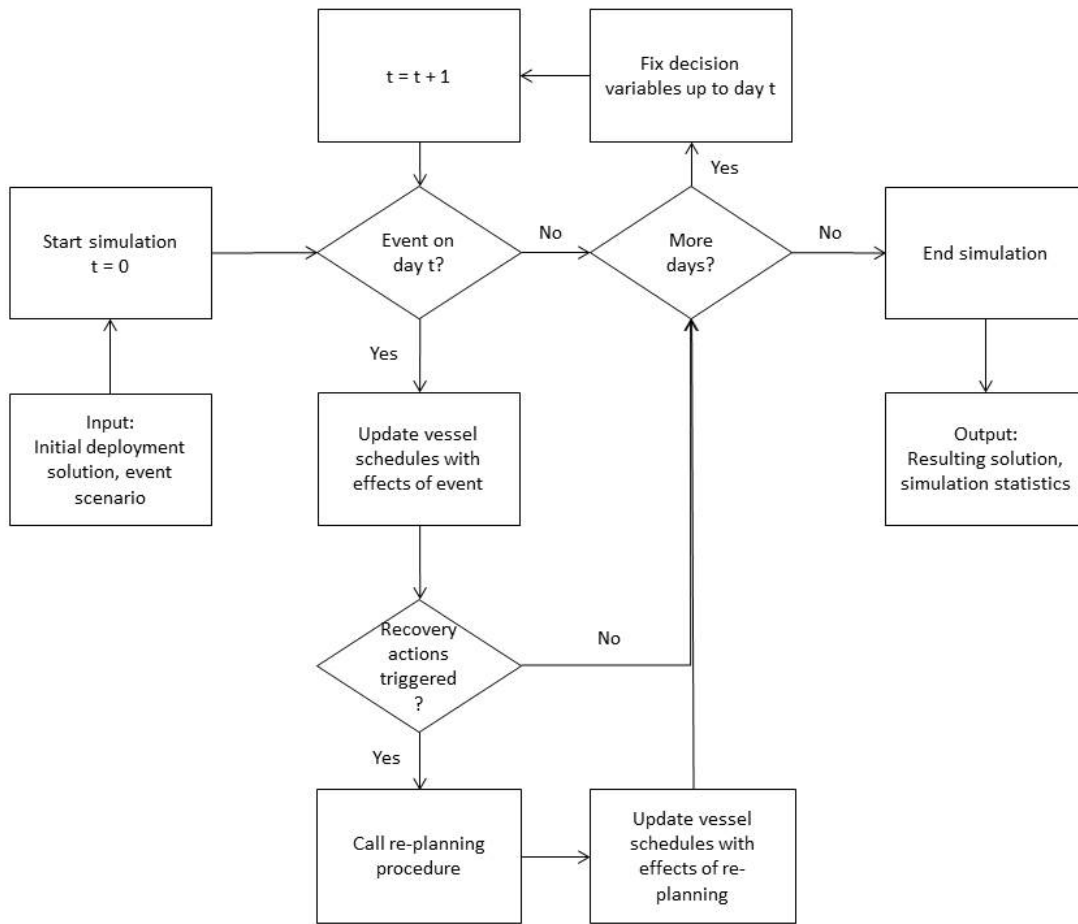 t = t + 1
Fix decision
variables up to day t
Yes
Start simulation
t = 0
Event on
day t?
No
More
days?
No
End simulation
Yes
Input:
Initial deployment
solution, event
scenario
Update vessel
schedules with
effects of event
Output:
Resulting solution,
simulation statistics
Recovery
actions
triggered
?
No
Yes
Call re-planning
procedure
Update vessel
schedules with
effects of re-
planning